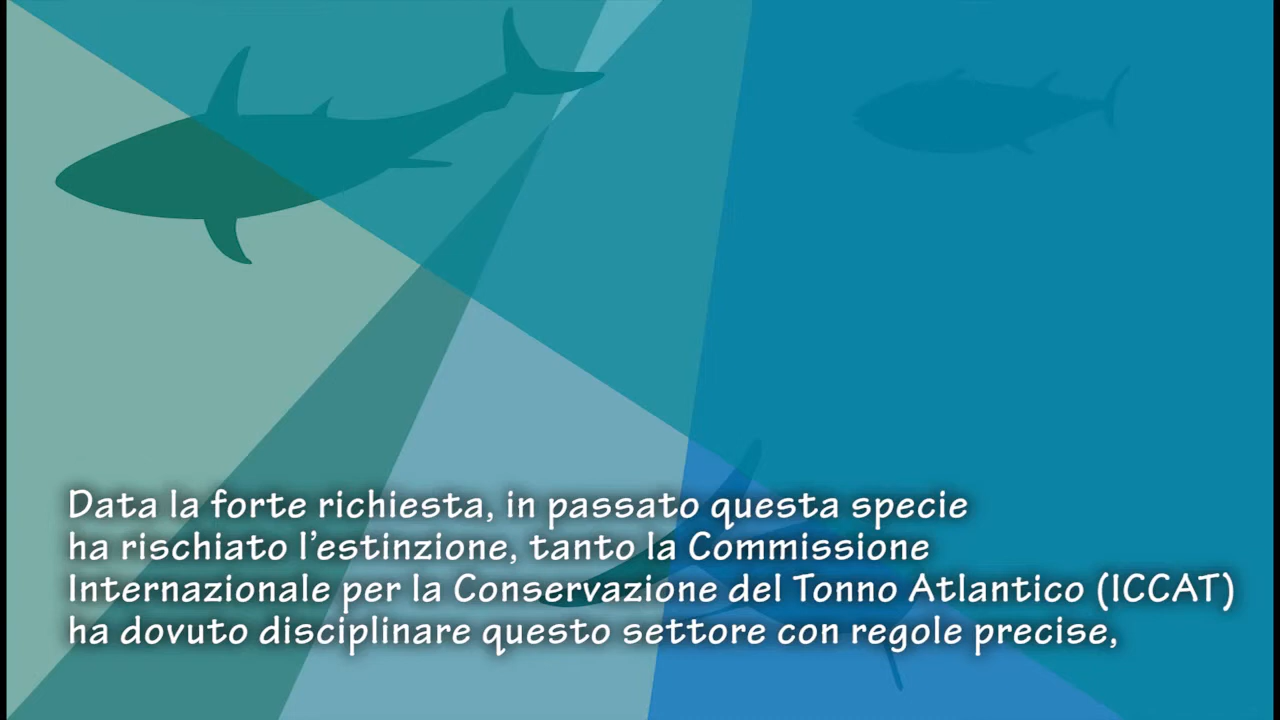 Data la forte richiesta, in passato questa specie
ha rischiato l’estinzione, tanto la Commissione
Internazionale per la Conservazione del Tonno Atlantico (ICCAT)
ha dovuto disciplinare questo settore con regole precise,